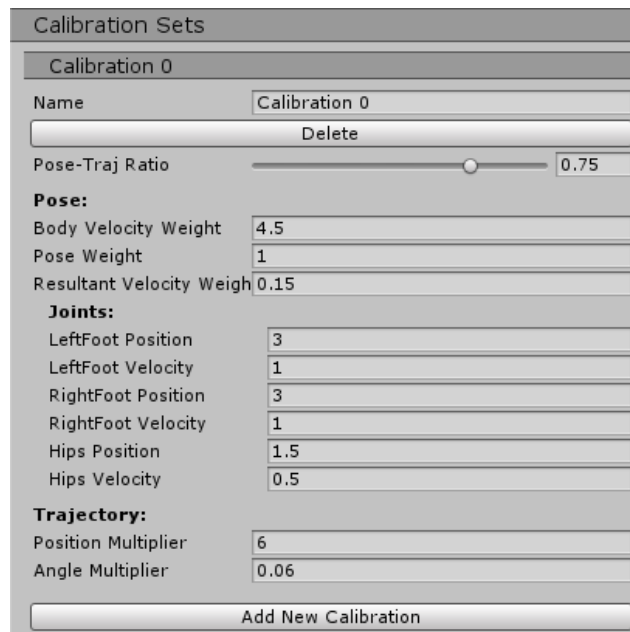 Calibration Sets
Calibration 0
Name Calibration 0
Delete
Pose-Traj Ratio 0.75
Pose:
Body Velocity Weight 4.5
Pose Weight 1
Resultant Velocity Weigh 0.15
Joints:
LeftFoot Position 3
LeftFoot Velocity 1
RightFoot Position 3
RightFoot Velocity 1
Hips Position 1.5
Hips Velocity 0.5
Trajectory:
Position Multiplier 6
Angle Multiplier 0.06
Add New Calibration